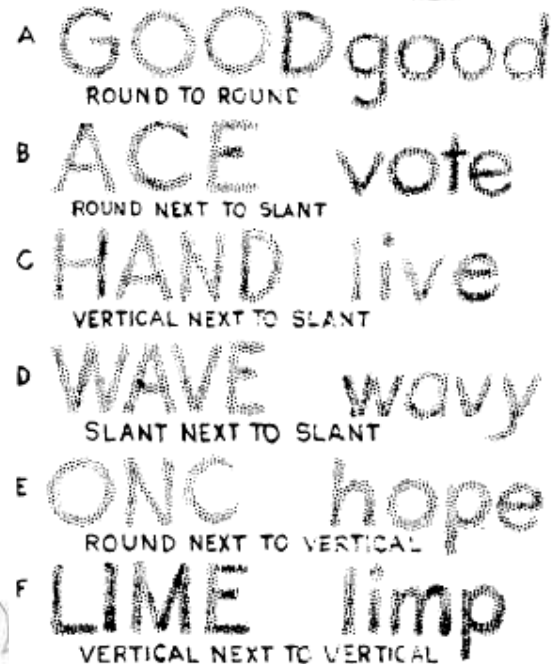 A GOOD good
ROUND TO ROUND
B ACE vote
ROUND NEXT TO SLANT
C HAND live
VERTICAL NEXT TO SLANT
D WAVE wavy
SLANT NEXT TO SLANT
E ONC hope
ROUND NEXT TO VERTICAL
F LIME limp
VERTICAL NEXT TO VERTICAL